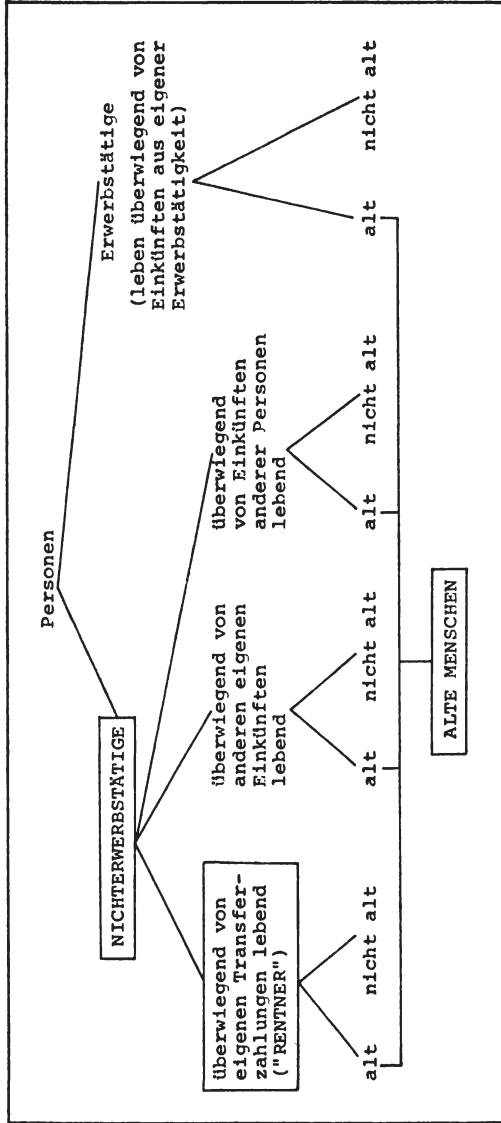 Personen
NICHTERWERBSTÄTIGE
Erwerbstätige
(leben überwiegend von
Einkünften aus eigener
Erwerbstätigkeit)
überwiegend von
eigenen Transfer-
zahlungen lebend
("RENTNER")
überwiegend von
anderen eigenen
Einkünften
lebend
überwiegend
von Einkünften
anderer Personen
lebend
alt nicht alt alt nicht alt alt nicht alt alt nicht alt
ALTE MENSCHEN